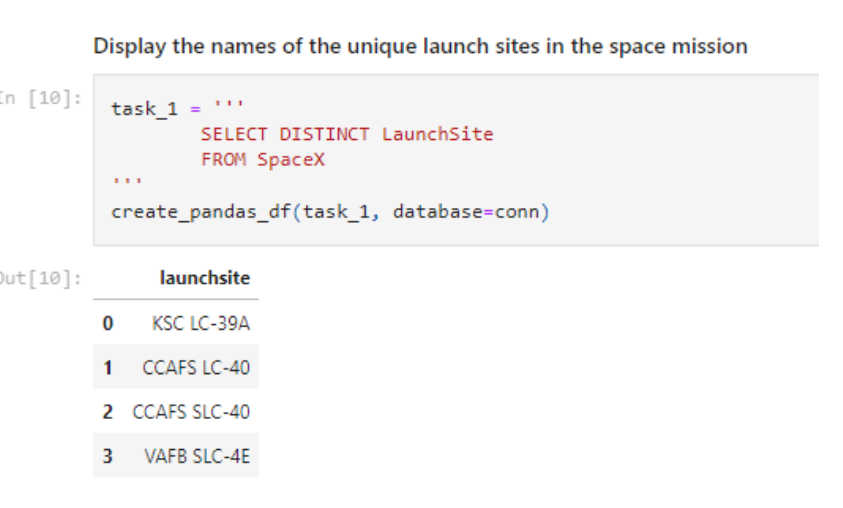 Display the names of the unique launch sites in the space mission
In [10]:
task_1 = '''
SELECT DISTINCT LaunchSite
FROM SpaceX
'''
create_pandas_df(task_1, database=conn)
Out[10]:
launchsite
0 KSC LC-39A
1 CCAFS LC-40
2 CCAFS SLC-40
3 VAFB SLC-4E